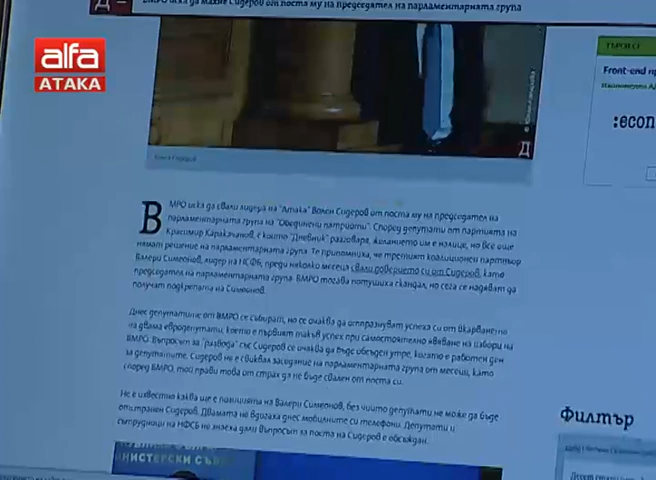 ВМРО иска да махне Сидеров от поста му на председател на парламентарната група
alfa
АТАКА
Front-end
:econ
ВМРО иска да свали лидера на "Атака" Волен Сидеров от поста му на председател на
парламентарната група на "Обединени патриоти". Според депутати от партията на
Красимир Каракачанов, с които "Дневник" разговаря, желанието им е налице, но все още
нямат решение на парламентарната група. Те припомниха, че третият коалиционен партньор
Валери Симеонов, лидер на НСФБ, преди няколко месеца свали доверието си от Сидеров, като
председател на парламентарната група. ВМРО тогава потушиха скандал, но сега се надяват да
получат подкрепата на Симеонов.
Днес депутатите от ВМРО се събират, но се очаква да отпразнуват успеха си от вкарването
на двама евродепутати, което е първият такъв успех при самостоятелно явяване на избори на
ВМРО. Въпросът за "развода" със Сидеров се очаква да бъде обсъден утре, когато е работен ден
за депутатите. Сидеров не е свиквал заседание на парламентарната група от месеци, като
според ВМРО, той прави това от страх да не бъде свален от поста си.
Не е известно каква ще е позицията на Валери Симеонов, без чиито депутати не може да бъде
отстранен Сидеров. Двамата не вдигаха днес мобилните си телефони. Депутати и
сътрудници на НФСБ не знаеха дали въпросът за поста на Сидеров е обсъждан.
Филтър
МИНИСТЕРСКИ СЪВЕ